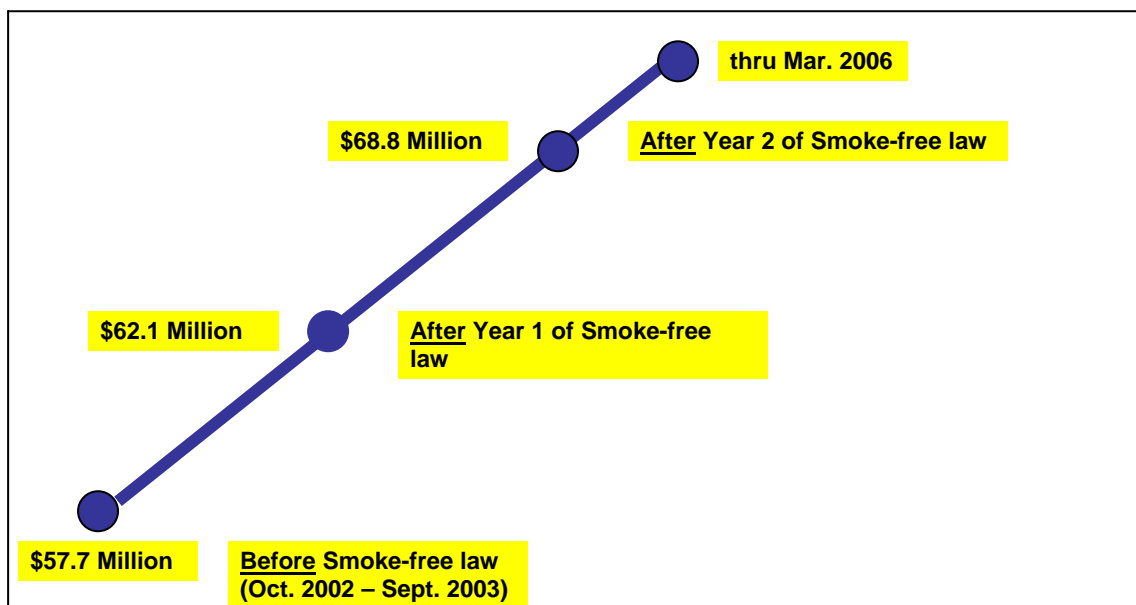 thru Mar. 2006
$68.8 Million
After Year 2 of Smoke-free law
$62.1 Million
After Year 1 of Smoke-free
law
$57.7 Million
Before Smoke-free law
(Oct. 2002 – Sept. 2003)